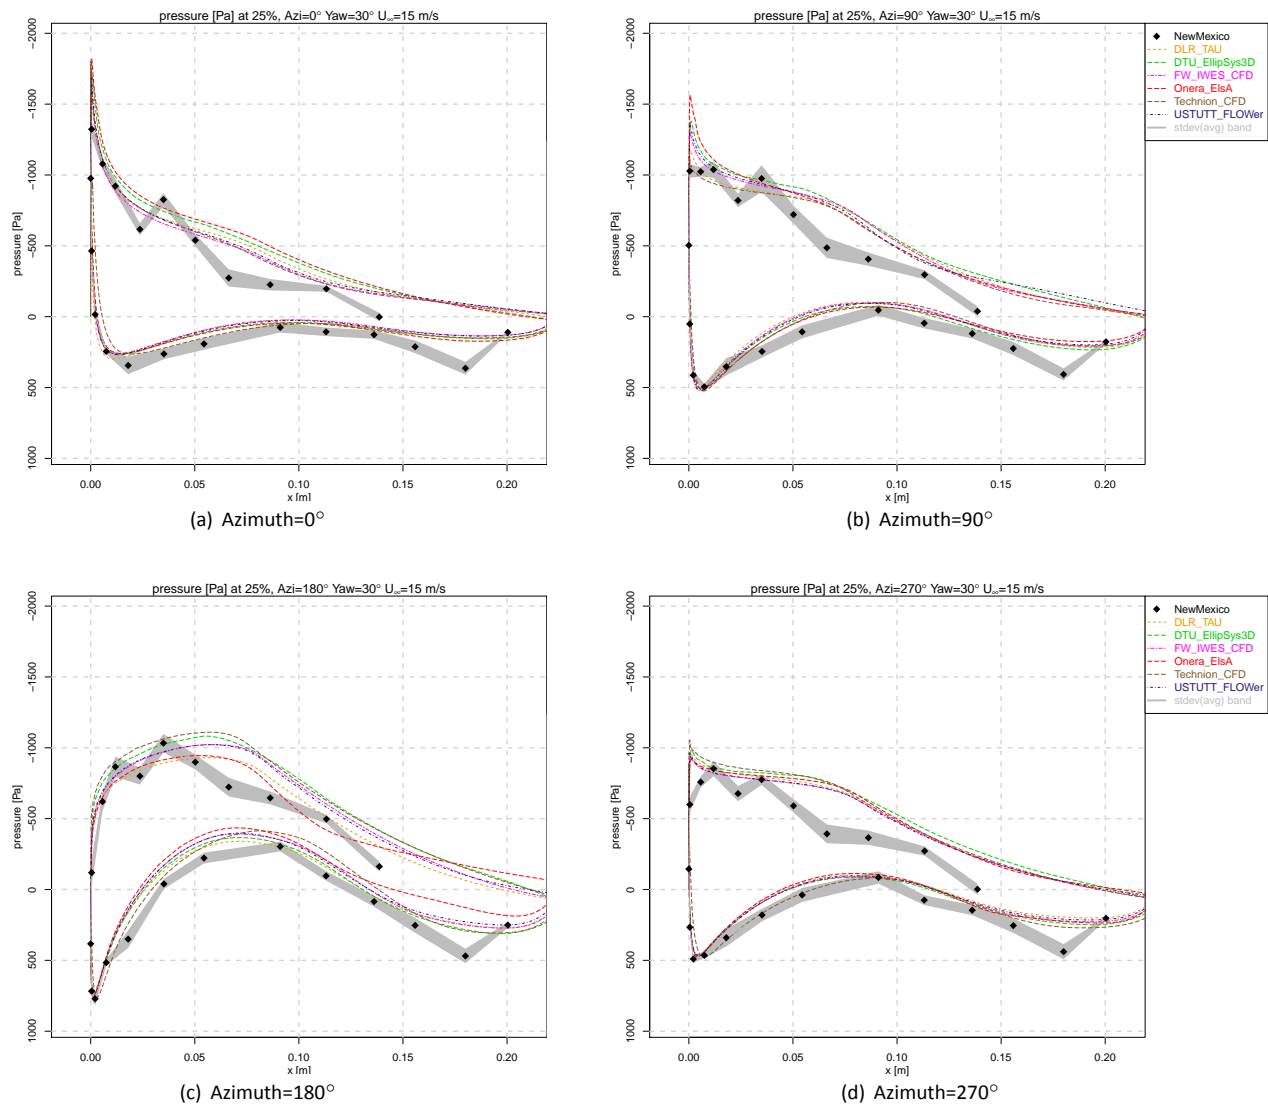 pressure [Pa] at 25%, Azi=0° Yaw=30° U∞=15 m/s
−2000
−1500
−1000
−500
0
500
1000
pressure [Pa]
0.00 0.05 0.10 0.15 0.20
x [m]
(a) Azimuth=0°
pressure [Pa] at 25%, Azi=90° Yaw=30° U∞=15 m/s
−2000
−1500
−1000
−500
0
500
1000
pressure [Pa]
0.00 0.05 0.10 0.15 0.20
x [m]
NewMexico
DLR_TAU
DTU_EllipSys3D
FW_IWES_CFD
Onera_ElsA
Technion_CFD
USTUTT_FLOWer
stdev(avg) band
(b) Azimuth=90°
pressure [Pa] at 25%, Azi=180° Yaw=30° U∞=15 m/s
−2000
−1500
−1000
−500
0
500
1000
pressure [Pa]
0.00 0.05 0.10 0.15 0.20
x [m]
(c) Azimuth=180°
pressure [Pa] at 25%, Azi=270° Yaw=30° U∞=15 m/s
−2000
−1500
−1000
−500
0
500
1000
pressure [Pa]
0.00 0.05 0.10 0.15 0.20
x [m]
NewMexico
DLR_TAU
DTU_EllipSys3D
FW_IWES_CFD
Onera_ElsA
Technion_CFD
USTUTT_FLOWer
stdev(avg) band
(d) Azimuth=270°